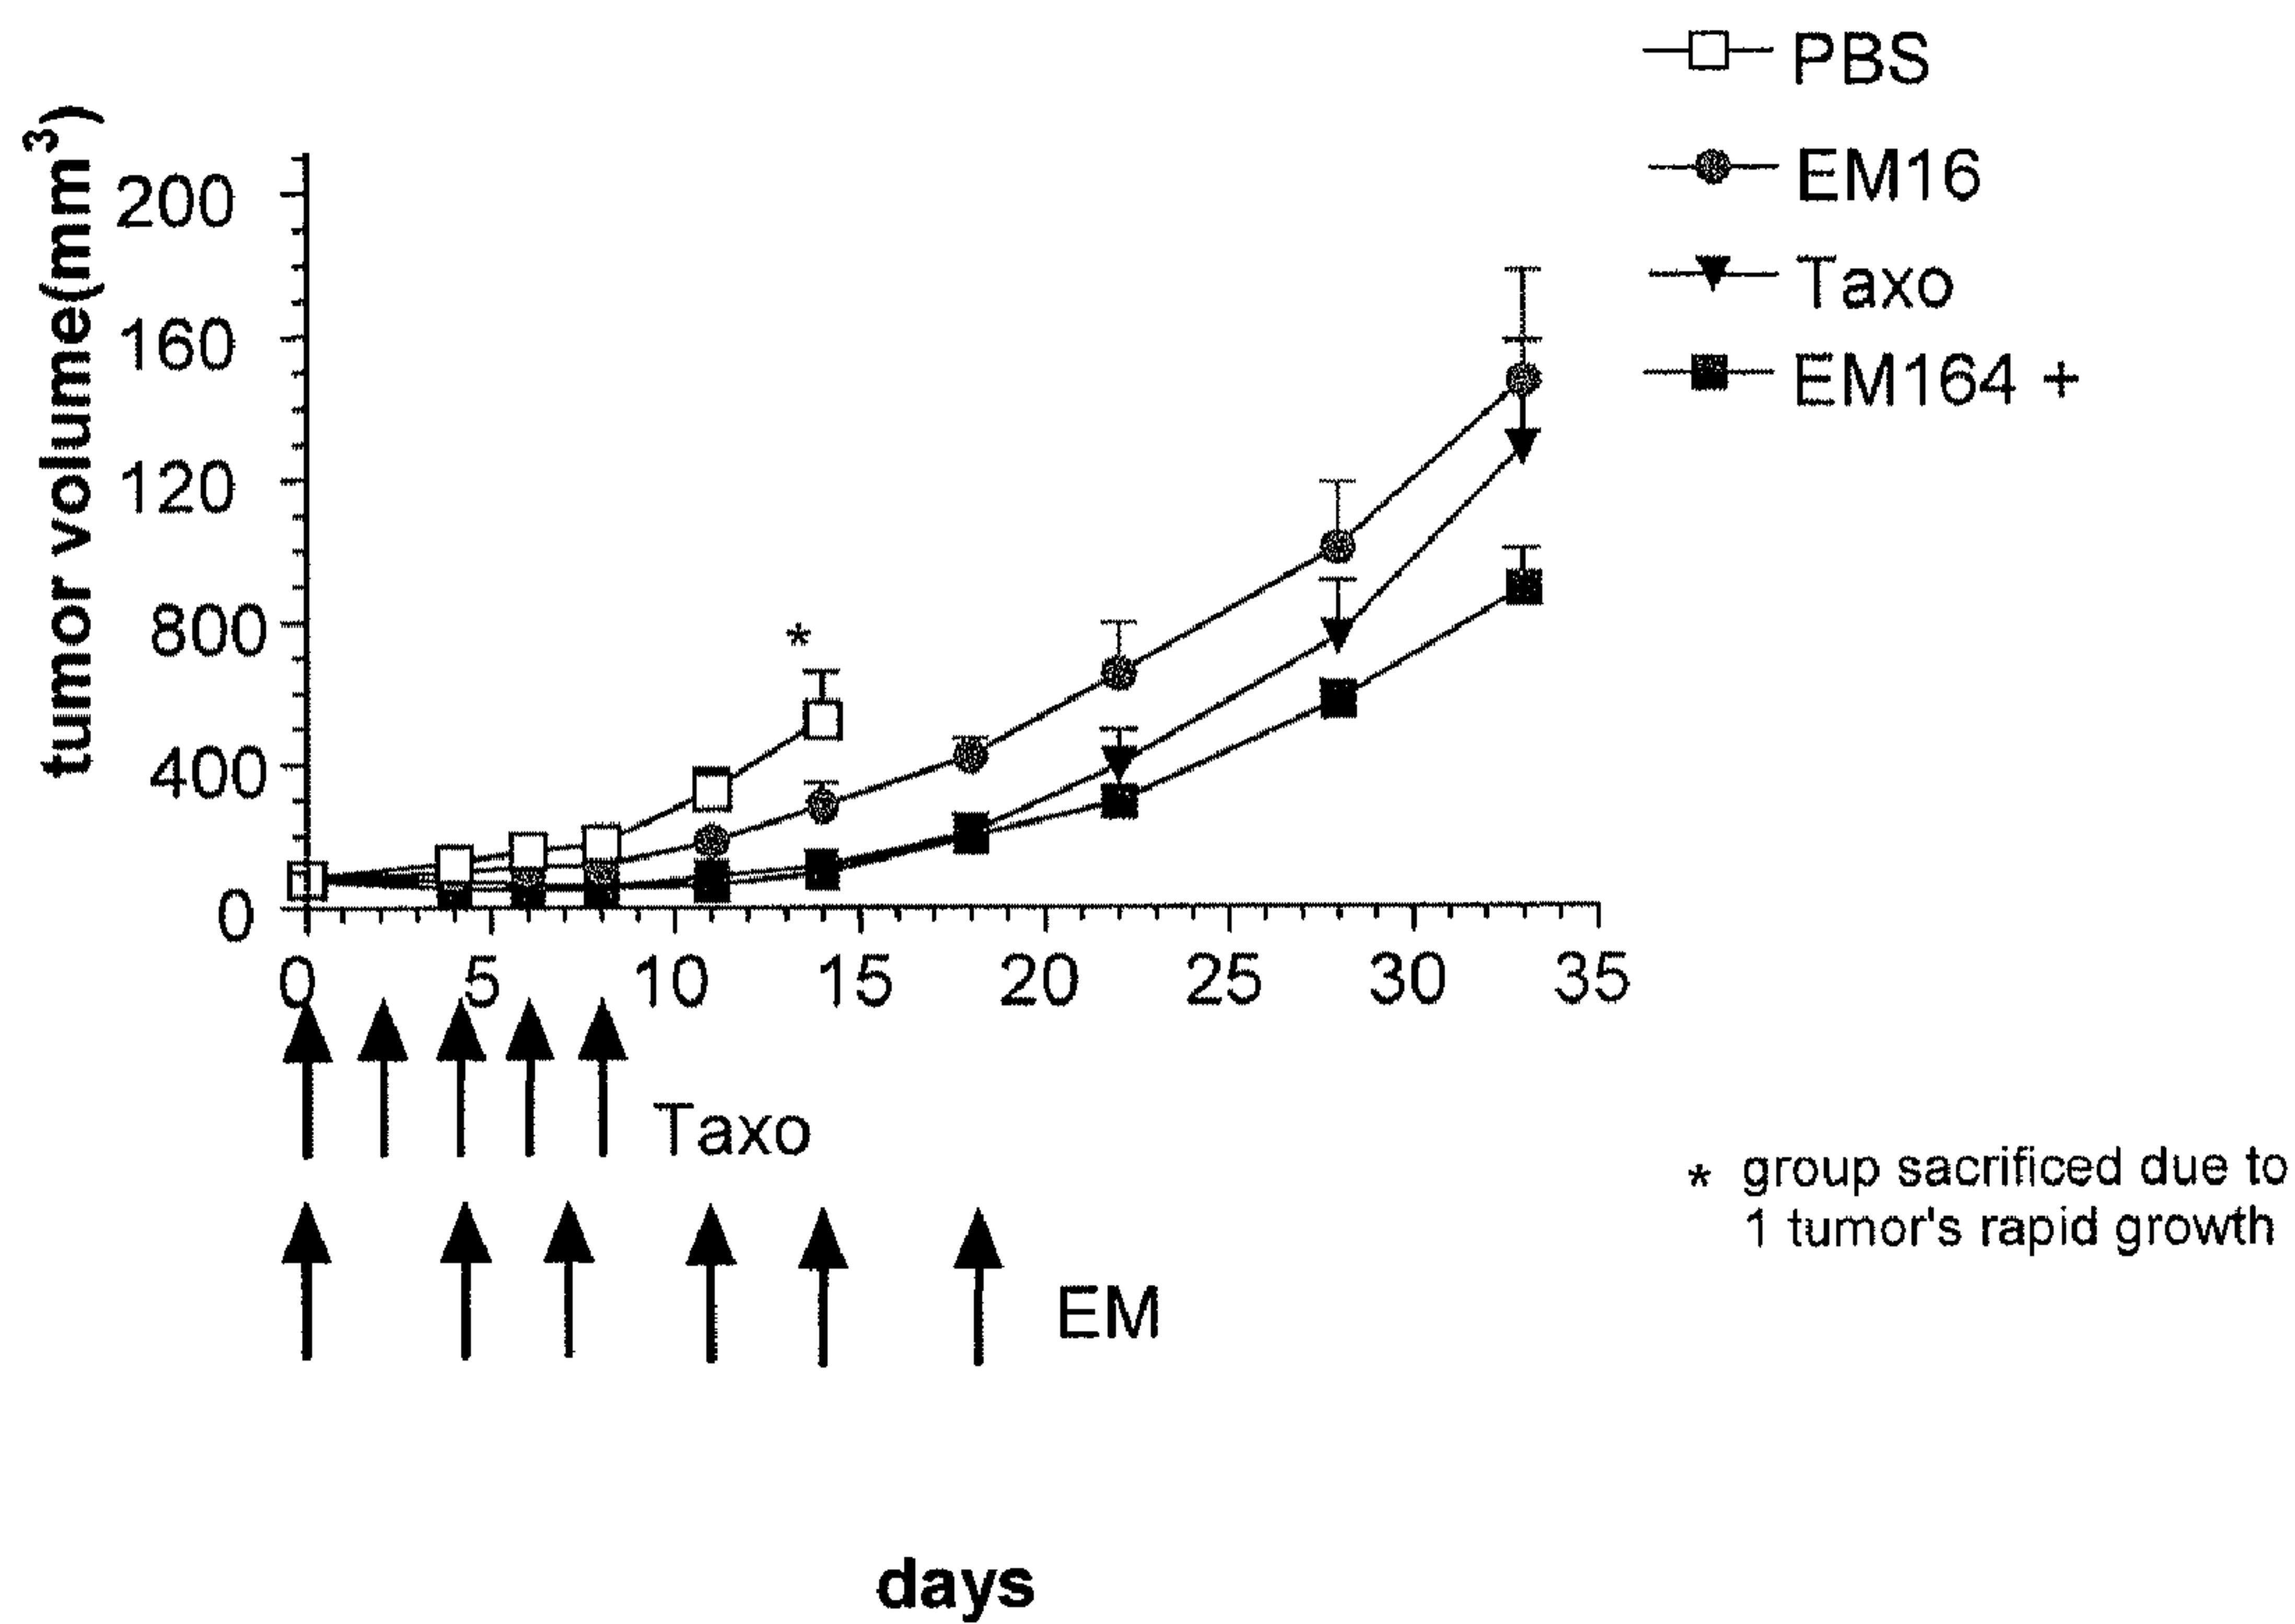 PBS
EM16
Taxo
EM164 +
tumor volume(mm³)
200
160
120
800
400
0
0 5 10 15 20 25 30 35
Taxo
EM
* group sacrificed due to
1 tumor's rapid growth
*
days